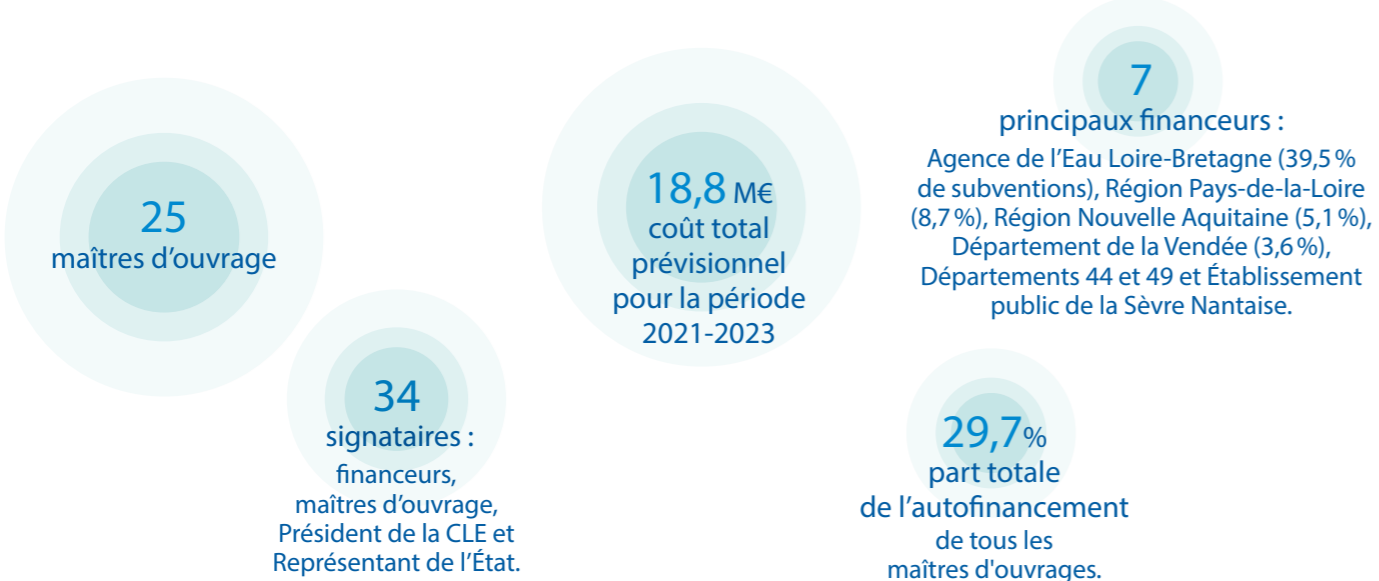 25
maîtres d'ouvrage
34
signataires :
financeurs,
maîtres d'ouvrage,
Président de la CLE et
Représentant de l'État.
18,8 M€
coût total
prévisionnel
pour la période
2021-2023
7
principaux financeurs :
Agence de l'Eau Loire-Bretagne (39,5 %
de subventions), Région Pays-de-la-Loire
(8,7 %), Région Nouvelle Aquitaine (5,1 %),
Département de la Vendée (3,6 %),
Départements 44 et 49 et Établissement
public de la Sèvre Nantaise.
29,7%
part totale
de l'autofinancement
de tous les
maîtres d'ouvrages.